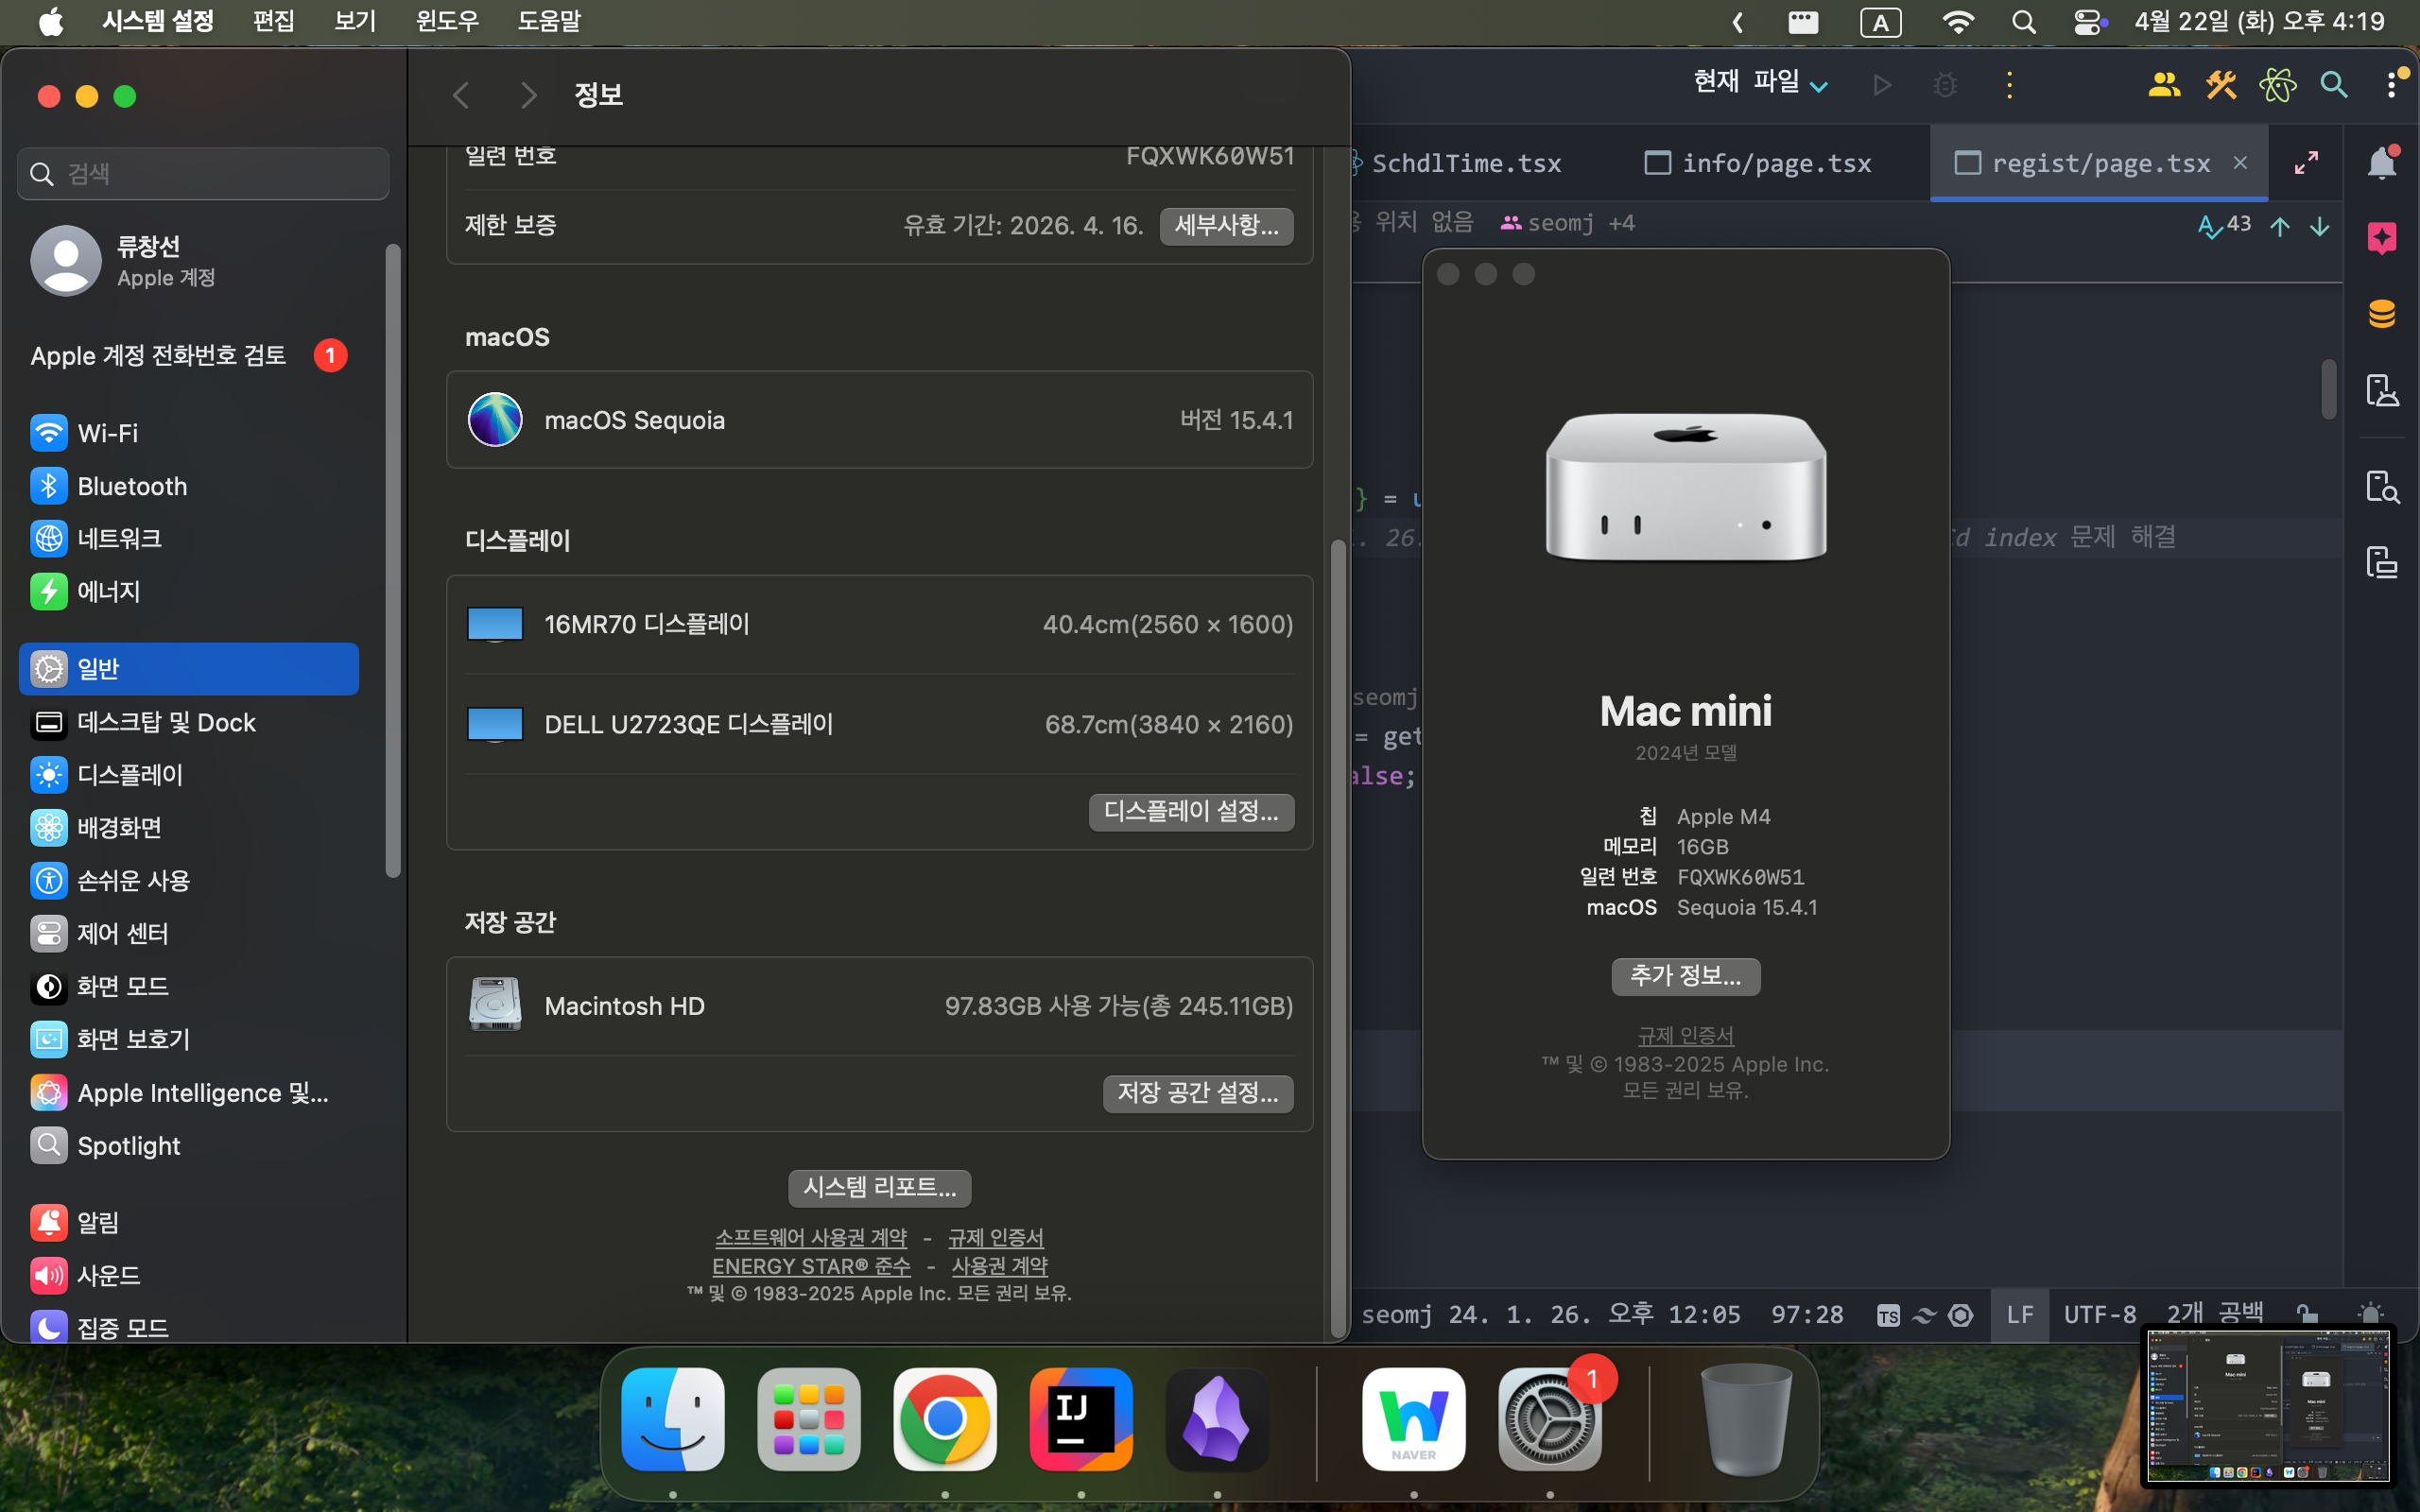 시스템 설정 편집 보기 윈도우 도움말
A 4월 22일 (화) 오후 4:19
검색
류창선
Apple 계정
Apple 계정 전화번호 검토 1
Wi-Fi
Bluetooth
네트워크
에너지
일반
데스크탑 및 Dock
디스플레이
배경화면
손쉬운 사용
제어 센터
화면 모드
화면 보호기
Apple Intelligence 및...
Spotlight
알림
사운드
집중 모드
정보
일련 번호 FQXWK60W51
제한 보증 유효 기간: 2026. 4. 16. 세부사항...
macOS
macOS Sequoia 버전 15.4.1
디스플레이
16MR70 디스플레이 40.4cm(2560 × 1600)
DELL U2723QE 디스플레이 68.7cm(3840 × 2160)
디스플레이 설정...
저장 공간
Macintosh HD 97.83GB 사용 가능(총 245.11GB)
저장 공간 설정...
시스템 리포트...
소프트웨어 사용권 계약 - 규제 인증서
ENERGY STAR® 준수 - 사용권 계약
™ 및 © 1983-2025 Apple Inc. 모든 권리 보유.
현재 파일
SchdlTime.tsx info/page.tsx regist/page.tsx
위치 없음 seomj +4 43
} =
26. index 문제 해결
seomj
= get
alse;
Mac mini
2024년 모델
칩 Apple M4
메모리 16GB
일련 번호 FQXWK60W51
macOS Sequoia 15.4.1
추가 정보...
규제 인증서
™ 및 © 1983-2025 Apple Inc.
모든 권리 보유.
seomj 24. 1. 26. 오후 12:05 97:28 TS LF UTF-8 2개 공백
IJ
NAVER
1